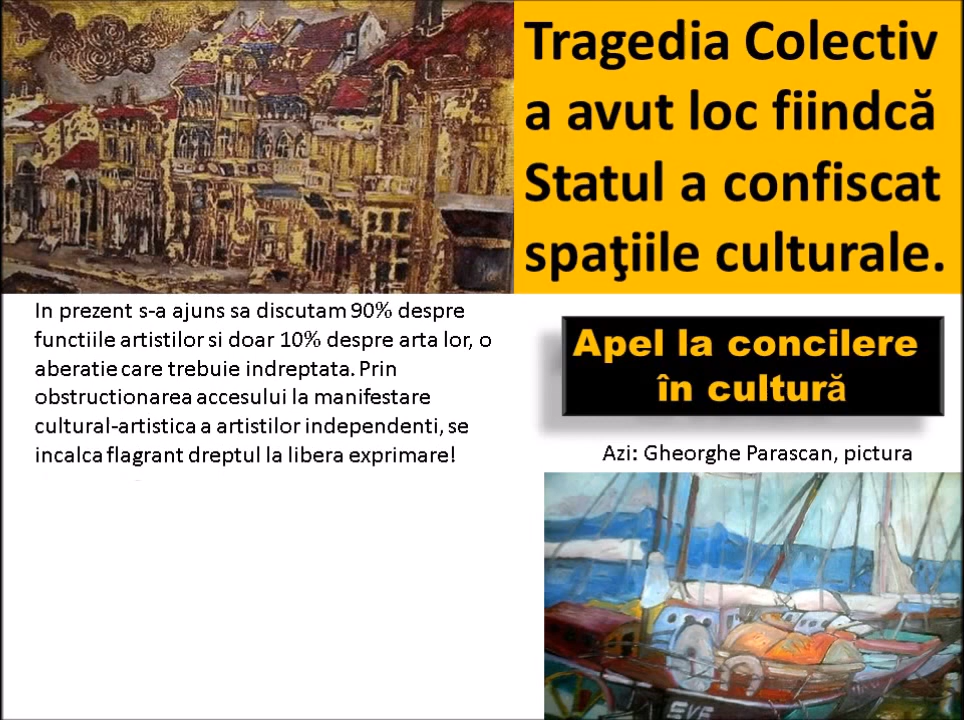 Tragedia Colectiv
a avut loc fiindcă
Statul a confiscat
spaţiile culturale.
In prezent s-a ajuns sa discutam 90% despre
functiile artistilor si doar 10% despre arta lor, o
aberatie care trebuie indreptata. Prin
obstructionarea accesului la manifestare
cultural-artistica a artistilor independenti, se
incalca flagrant dreptul la libera exprimare!
Apel la concilere
în cultură
Azi: Gheorghe Parascan, pictura
EVE